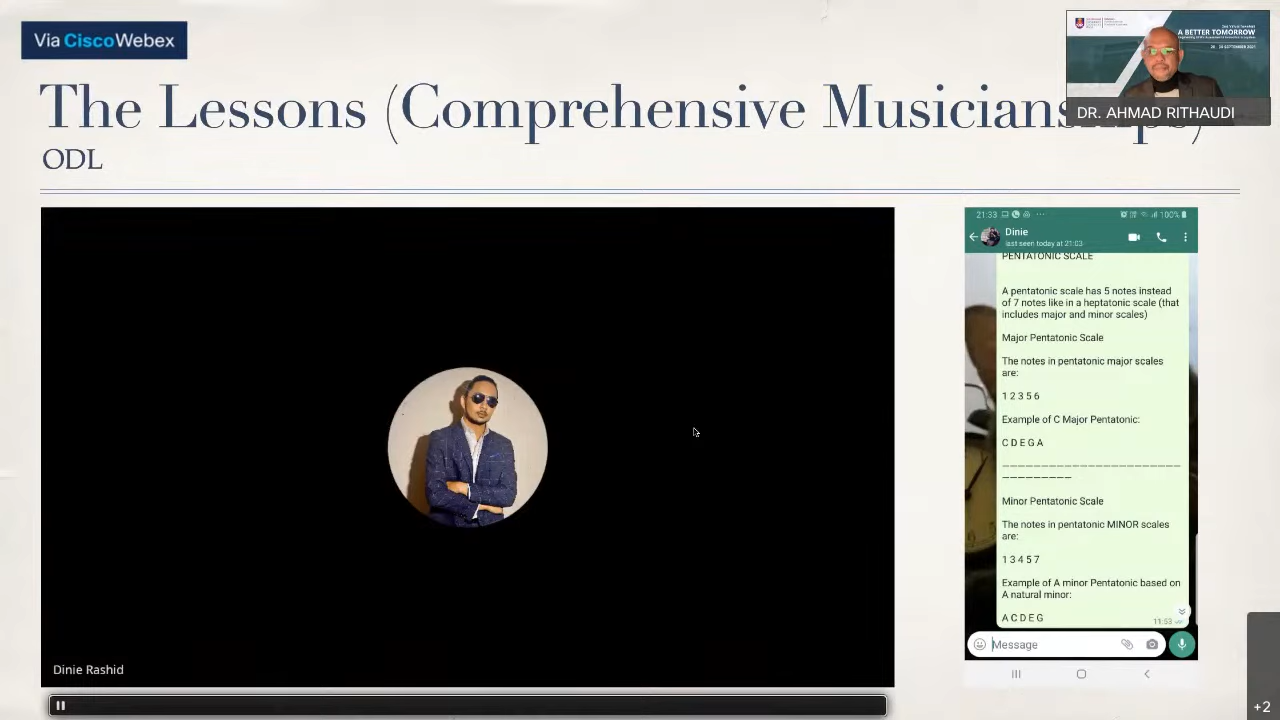 Via CiscoWebex
A BETTER TOMORROW
DR. AHMAD RITHAUDI
The Lessons (Comprehensive Musicians
ODL
Dinie Rashid
21:33
100%
Dinie
last seen today at 21:03
PENTATONIC SCALE
A pentatonic scale has 5 notes instead
of 7 notes like in a heptatonic scale (that
includes major and minor scales)
Major Pentatonic Scale
The notes in pentatonic major scales
are:
1 2 3 5 6
Example of C Major Pentatonic:
C D E G A
Minor Pentatonic Scale
The notes in pentatonic MINOR scales
are:
1 3 4 5 7
Example of A minor Pentatonic based on
A natural minor:
A C D E G
11:53
Message
+2